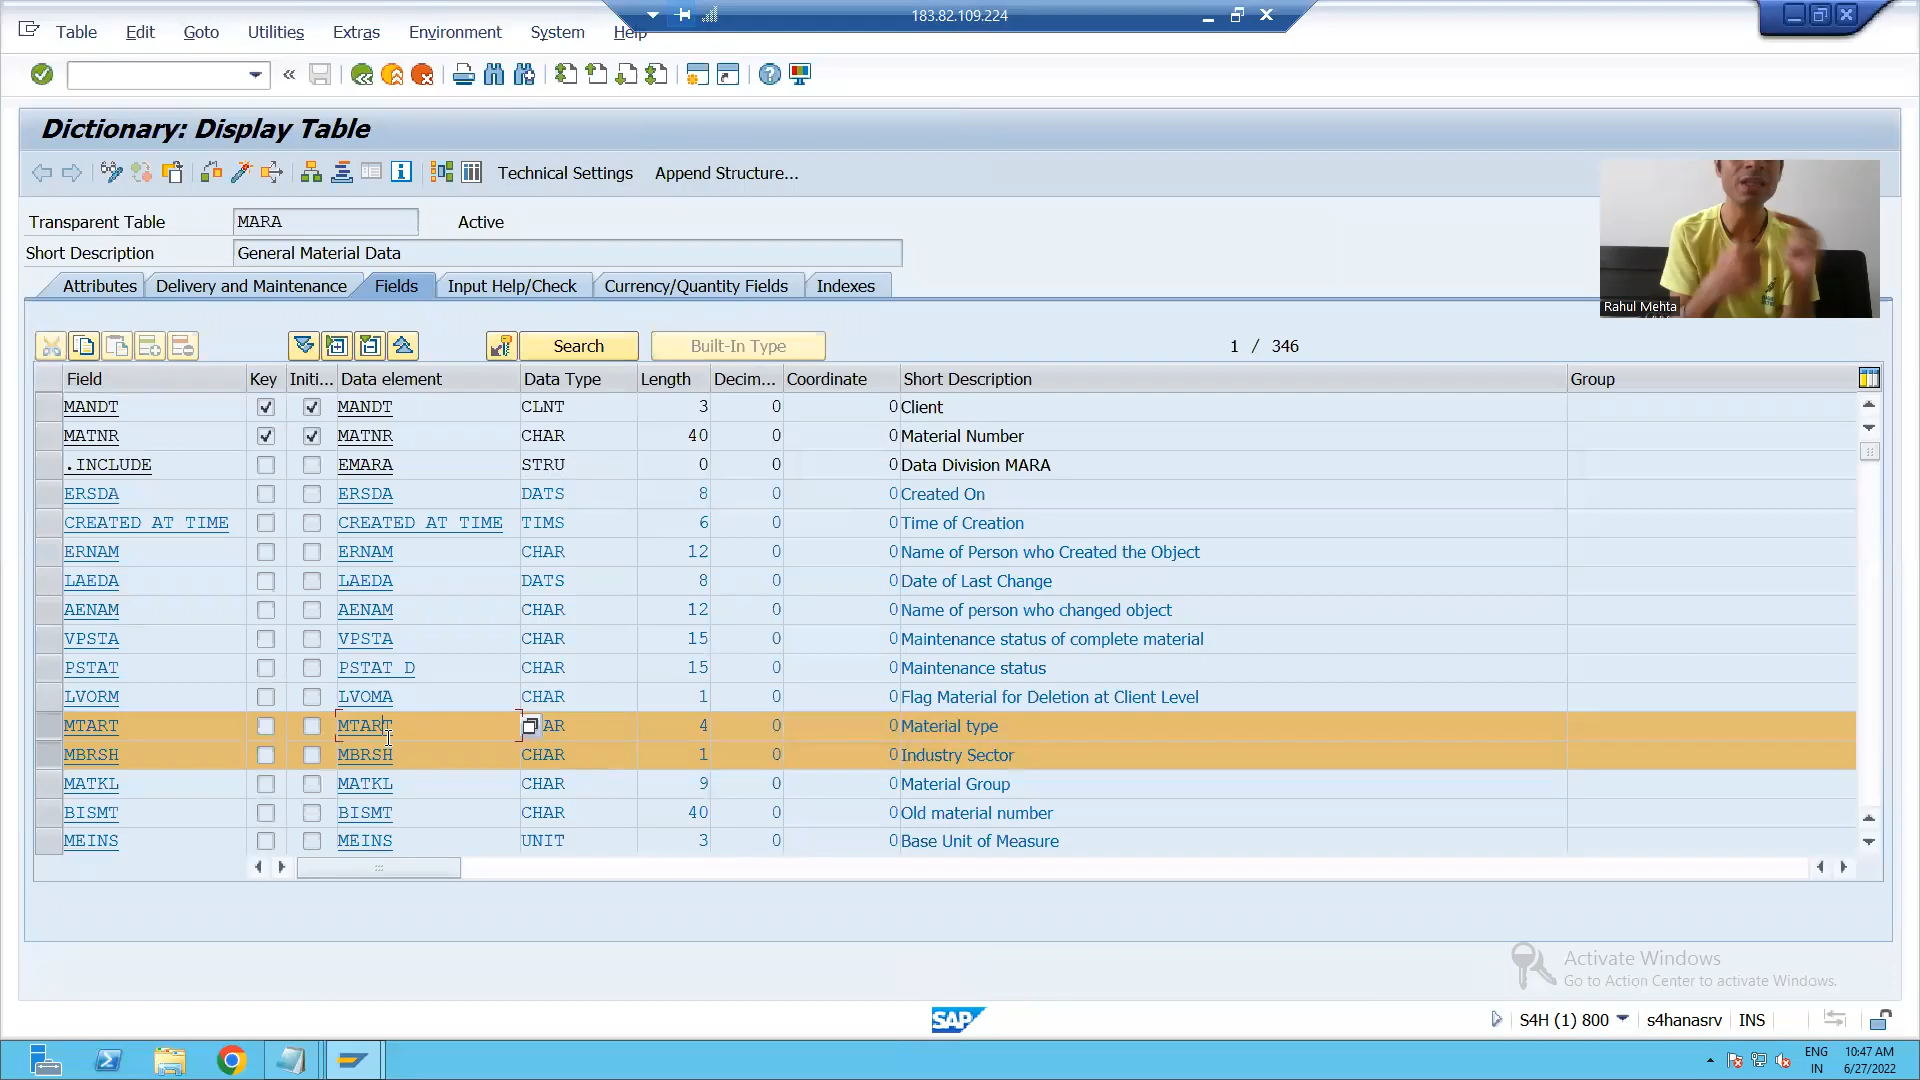 183.82.109.224
Table Edit Goto Utilities Extras Environment System Help
Dictionary: Display Table
Technical Settings Append Structure...
Transparent Table MARA Active
Short Description General Material Data
Attributes Delivery and Maintenance Fields Input Help/Check Currency/Quantity Fields Indexes
Search Built-In Type 1 / 346
Field Key Initi... Data element Data Type Length Decim... Coordinate Short Description Group
MANDT MANDT CLNT 3 0 0 Client
MATNR MATNR CHAR 40 0 0 Material Number
.INCLUDE EMARA STRU 0 0 0 Data Division MARA
ERSDA ERSDA DATS 8 0 0 Created On
CREATED_AT_TIME CREATED_AT_TIME TIMS 6 0 0 Time of Creation
ERNAM ERNAM CHAR 12 0 0 Name of Person who Created the Object
LAEDA LAEDA DATS 8 0 0 Date of Last Change
AENAM AENAM CHAR 12 0 0 Name of person who changed object
VPSTA VPSTA CHAR 15 0 0 Maintenance status of complete material
PSTAT PSTAT_D CHAR 15 0 0 Maintenance status
LVORM LVOMA CHAR 1 0 0 Flag Material for Deletion at Client Level
MTART MTART AR 4 0 0 Material type
MBRSH MBRSH CHAR 1 0 0 Industry Sector
MATKL MATKL CHAR 9 0 0 Material Group
BISMT BISMT CHAR 40 0 0 Old material number
MEINS MEINS UNIT 3 0 0 Base Unit of Measure
Rahul Mehta
Activate Windows
Go to Action Center to activate Windows.
SAP S4H (1) 800 s4hanasrv INS
ENG 10:47 AM
IN 6/27/2022